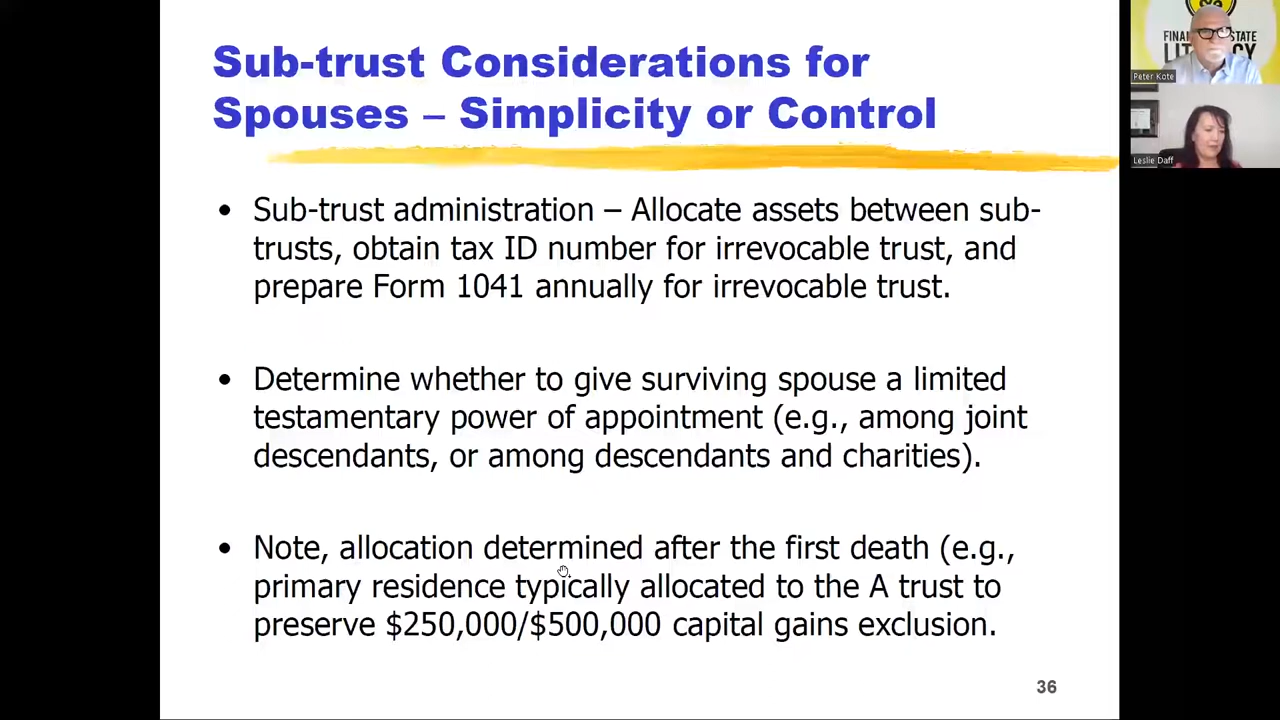 Sub-trust Considerations for
Spouses – Simplicity or Control
• Sub-trust administration – Allocate assets between sub-
trusts, obtain tax ID number for irrevocable trust, and
prepare Form 1041 annually for irrevocable trust.
• Determine whether to give surviving spouse a limited
testamentary power of appointment (e.g., among joint
descendants, or among descendants and charities).
• Note, allocation determined after the first death (e.g.,
primary residence typically allocated to the A trust to
preserve $250,000/$500,000 capital gains exclusion.
36
Peter Kote
Leslie Daff